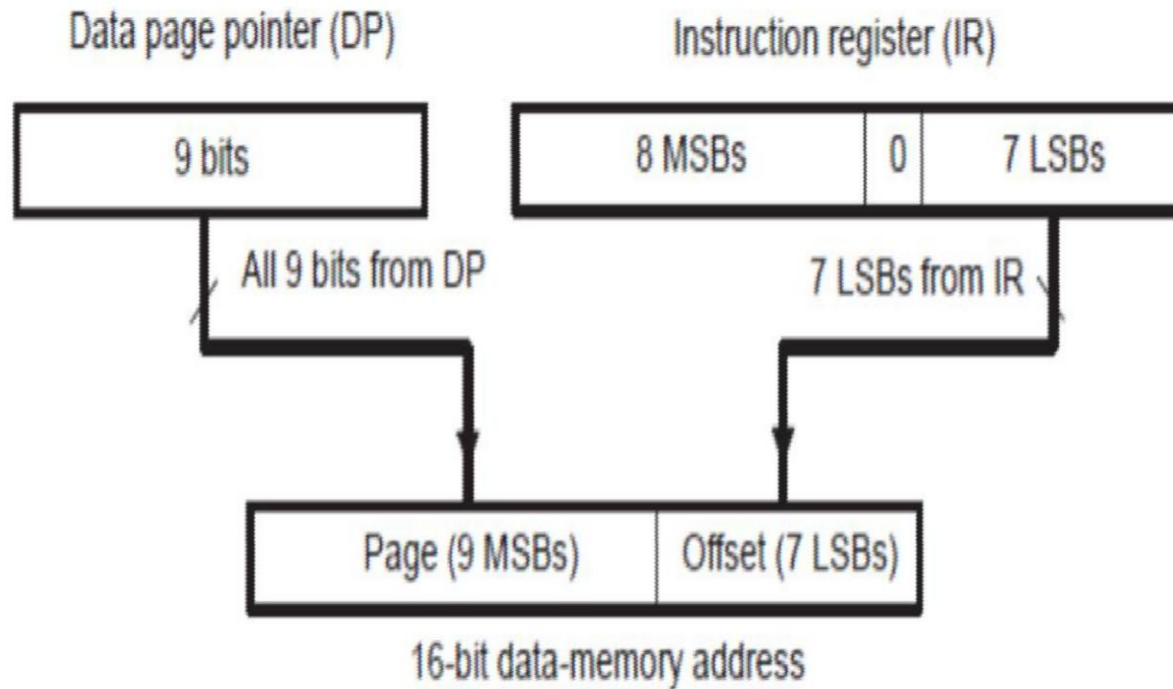 Data page pointer (DP)
Instruction register (IR)
9 bits
8 MSBs
0
7 LSBs
All 9 bits from DP
7 LSBs from IR
Page (9 MSBs)
Offset (7 LSBs)
16-bit data-memory address